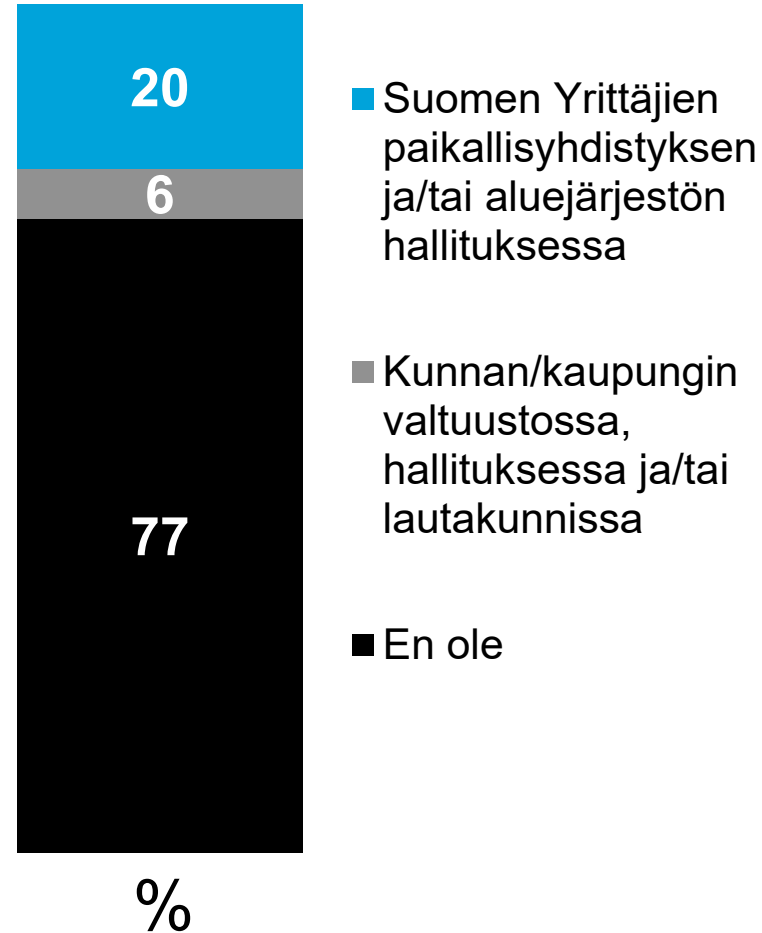 20
6
77
%
Suomen Yrittäjien
paikallisyhdistyksen
ja/tai aluejärjestön
hallituksessa
Kunnan/kaupungin
valtuustossa,
hallituksessa ja/tai
lautakunnissa
En ole